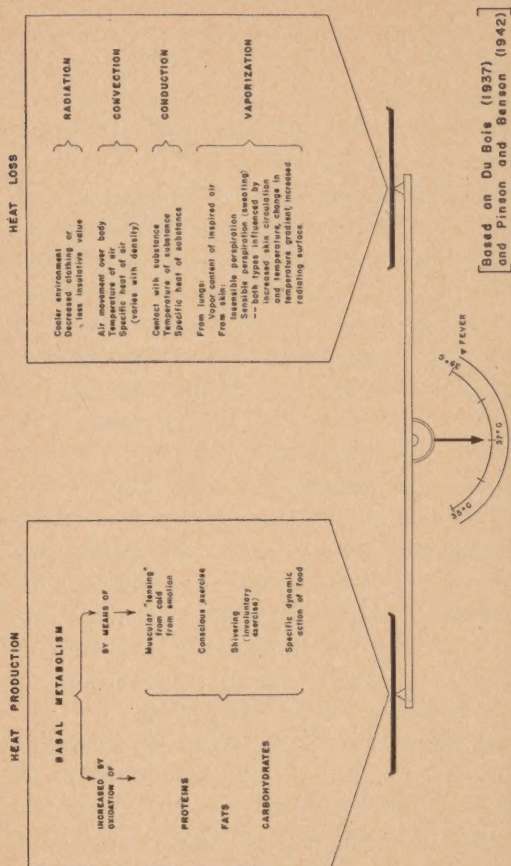 HEAT PRODUCTION
BASAL METABOLISM
INCREASED BY
OXIDATION OF
BY MEANS OF
PROTEINS
FATS
CARBOHYDRATES
Muscular "tensing"
from cold
from emotion
Conscious exercise
Shivering
(involuntary
exercise)
Specific dynamic
action of food
HEAT LOSS
Cooler environment
Decreased clothing or
less insulative value
RADIATION
Air movement over body
Temperature of air
Specific heat of air
(varies with density)
CONVECTION
Contact with substance
Temperature of substance
Specific heat of substance
CONDUCTION
From lungs:
Vapor content of inspired air
From skin:
Insensible perspiration
Sensible perspiration (sweating)
-- both types influenced by
increased skin circulation
and temperature, change in
temperature gradient, increased
radiating surface.
VAPORIZATION
35°C
37°C
39°C
FEVER
[Based on Du Bois (1937)
and Pinson and Benson (1942)]